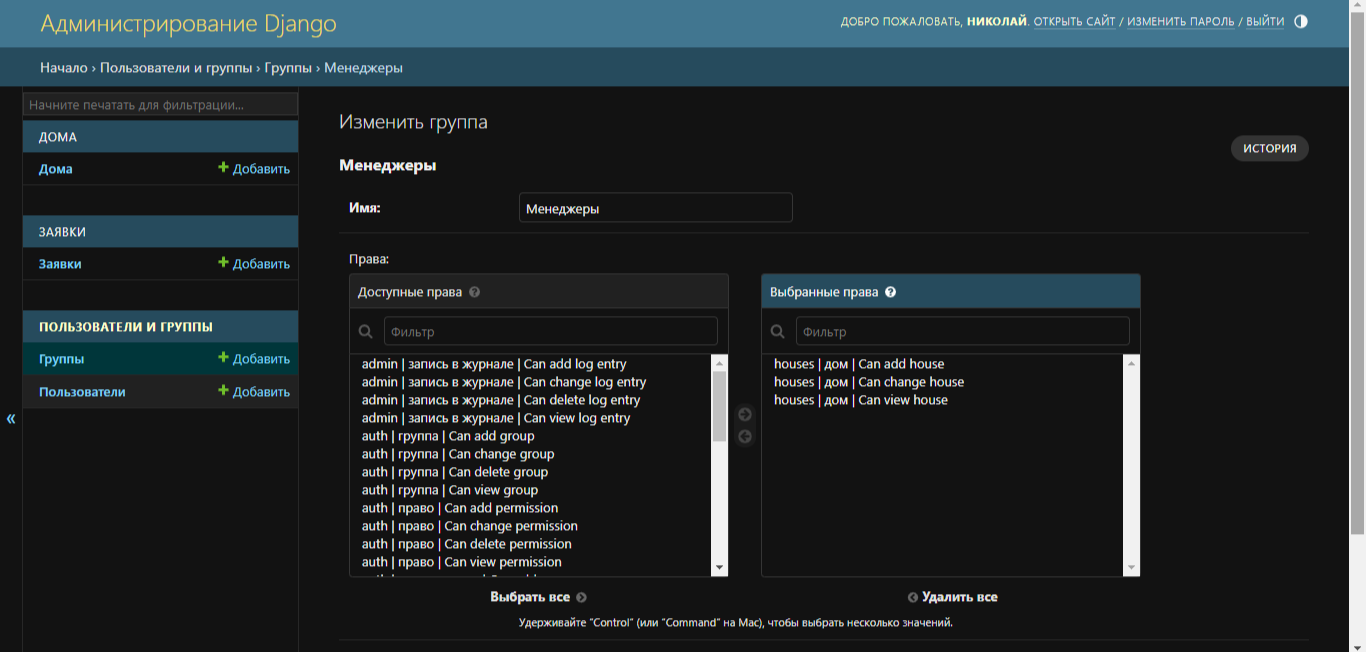 Администрирование Django
ДОБРО ПОЖАЛОВАТЬ, НИКОЛАЙ. ОТКРЫТЬ САЙТ / ИЗМЕНИТЬ ПАРОЛЬ / ВЫЙТИ
Начало › Пользователи и группы › Группы › Менеджеры
Начните печатать для фильтрации...
ДОМА
Дома + Добавить
ЗАЯВКИ
Заявки + Добавить
ПОЛЬЗОВАТЕЛИ И ГРУППЫ
Группы + Добавить
Пользователи + Добавить
«
Изменить группа
ИСТОРИЯ
Менеджеры
Имя: Менеджеры
Права:
Доступные права ?
Фильтр
admin | запись в журнале | Can add log entry
admin | запись в журнале | Can change log entry
admin | запись в журнале | Can delete log entry
admin | запись в журнале | Can view log entry
auth | группа | Can add group
auth | группа | Can change group
auth | группа | Can delete group
auth | группа | Can view group
auth | право | Can add permission
auth | право | Can change permission
auth | право | Can delete permission
auth | право | Can view permission
Выбрать все
Выбранные права ?
Фильтр
houses | дом | Can add house
houses | дом | Can change house
houses | дом | Can view house
Удалить все
Удерживайте “Control” (или “Command” на Mac), чтобы выбрать несколько значений.